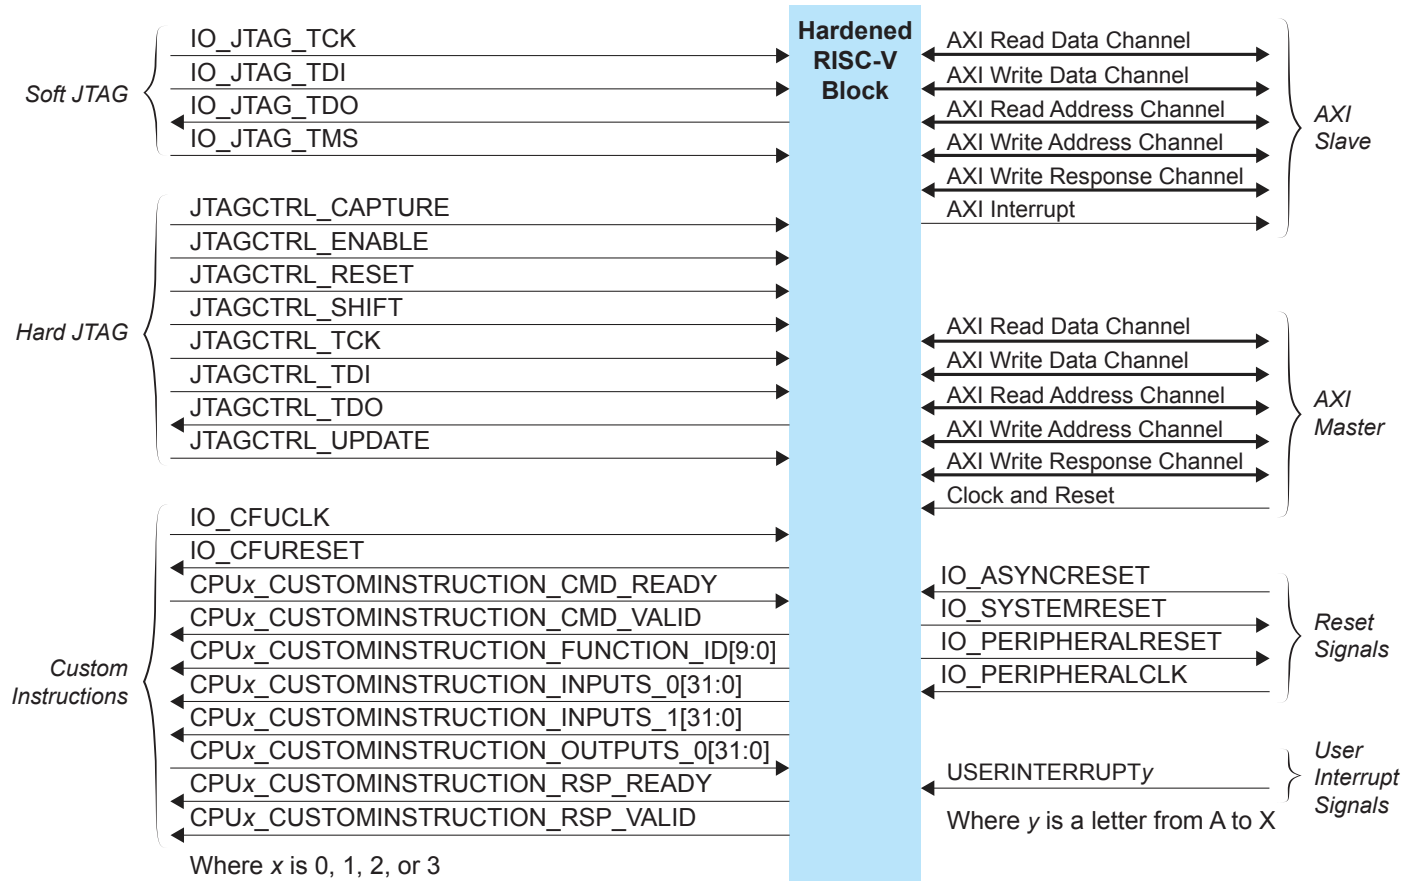 Soft JTAG
IO_JTAG_TCK
IO_JTAG_TDI
IO_JTAG_TDO
IO_JTAG_TMS
Hard JTAG
JTAGCTRL_CAPTURE
JTAGCTRL_ENABLE
JTAGCTRL_RESET
JTAGCTRL_SHIFT
JTAGCTRL_TCK
JTAGCTRL_TDI
JTAGCTRL_TDO
JTAGCTRL_UPDATE
Custom
Instructions
IO_CFUCLK
IO_CFURESET
CPUx_CUSTOMINSTRUCTION_CMD_READY
CPUx_CUSTOMINSTRUCTION_CMD_VALID
CPUx_CUSTOMINSTRUCTION_FUNCTION_ID[9:0]
CPUx_CUSTOMINSTRUCTION_INPUTS_0[31:0]
CPUx_CUSTOMINSTRUCTION_INPUTS_1[31:0]
CPUx_CUSTOMINSTRUCTION_OUTPUTS_0[31:0]
CPUx_CUSTOMINSTRUCTION_RSP_READY
CPUx_CUSTOMINSTRUCTION_RSP_VALID
Where x is 0, 1, 2, or 3
Hardened
RISC-V
Block
AXI Read Data Channel
AXI Write Data Channel
AXI Read Address Channel
AXI Write Address Channel
AXI Write Response Channel
AXI Interrupt
AXI
Slave
AXI Read Data Channel
AXI Write Data Channel
AXI Read Address Channel
AXI Write Address Channel
AXI Write Response Channel
Clock and Reset
AXI
Master
IO_ASYNCRESET
IO_SYSTEMRESET
IO_PERIPHERALRESET
IO_PERIPHERALCLK
Reset
Signals
USERINTERRUPTy
Where y is a letter from A to X
User
Interrupt
Signals